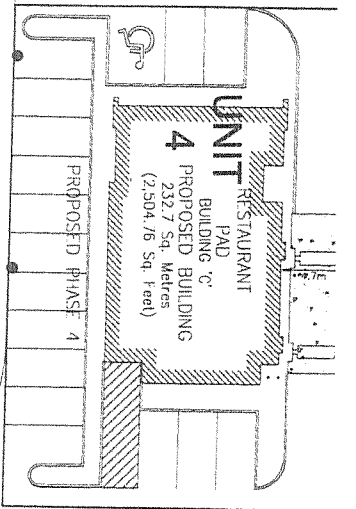 UNIT
4
RESTAURANT
PAD
BUILDING 'C'
PROPOSED BUILDING
232.7 Sq. Metres
(2,504.76 Sq. Feet)
PROPOSED PHASE 4